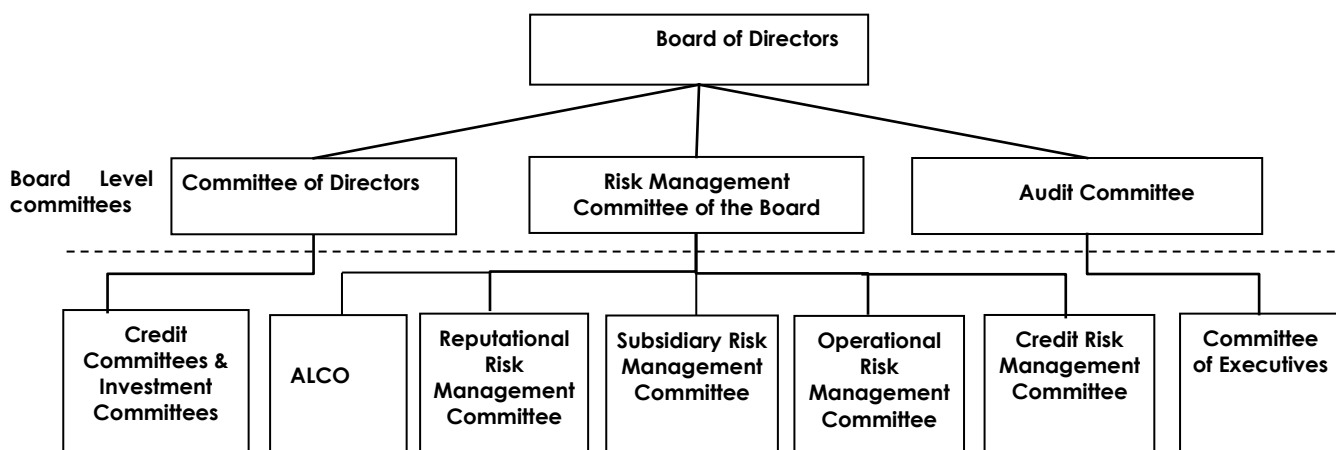 Board of Directors
Board Level
committees
Committee of Directors
Risk Management
Committee of the Board
Audit Committee
Credit
Committees &
Investment
Committees
ALCO
Reputational
Risk
Management
Committee
Subsidiary Risk
Management
Committee
Operational
Risk
Management
Committee
Credit Risk
Management
Committee
Committee
of Executives